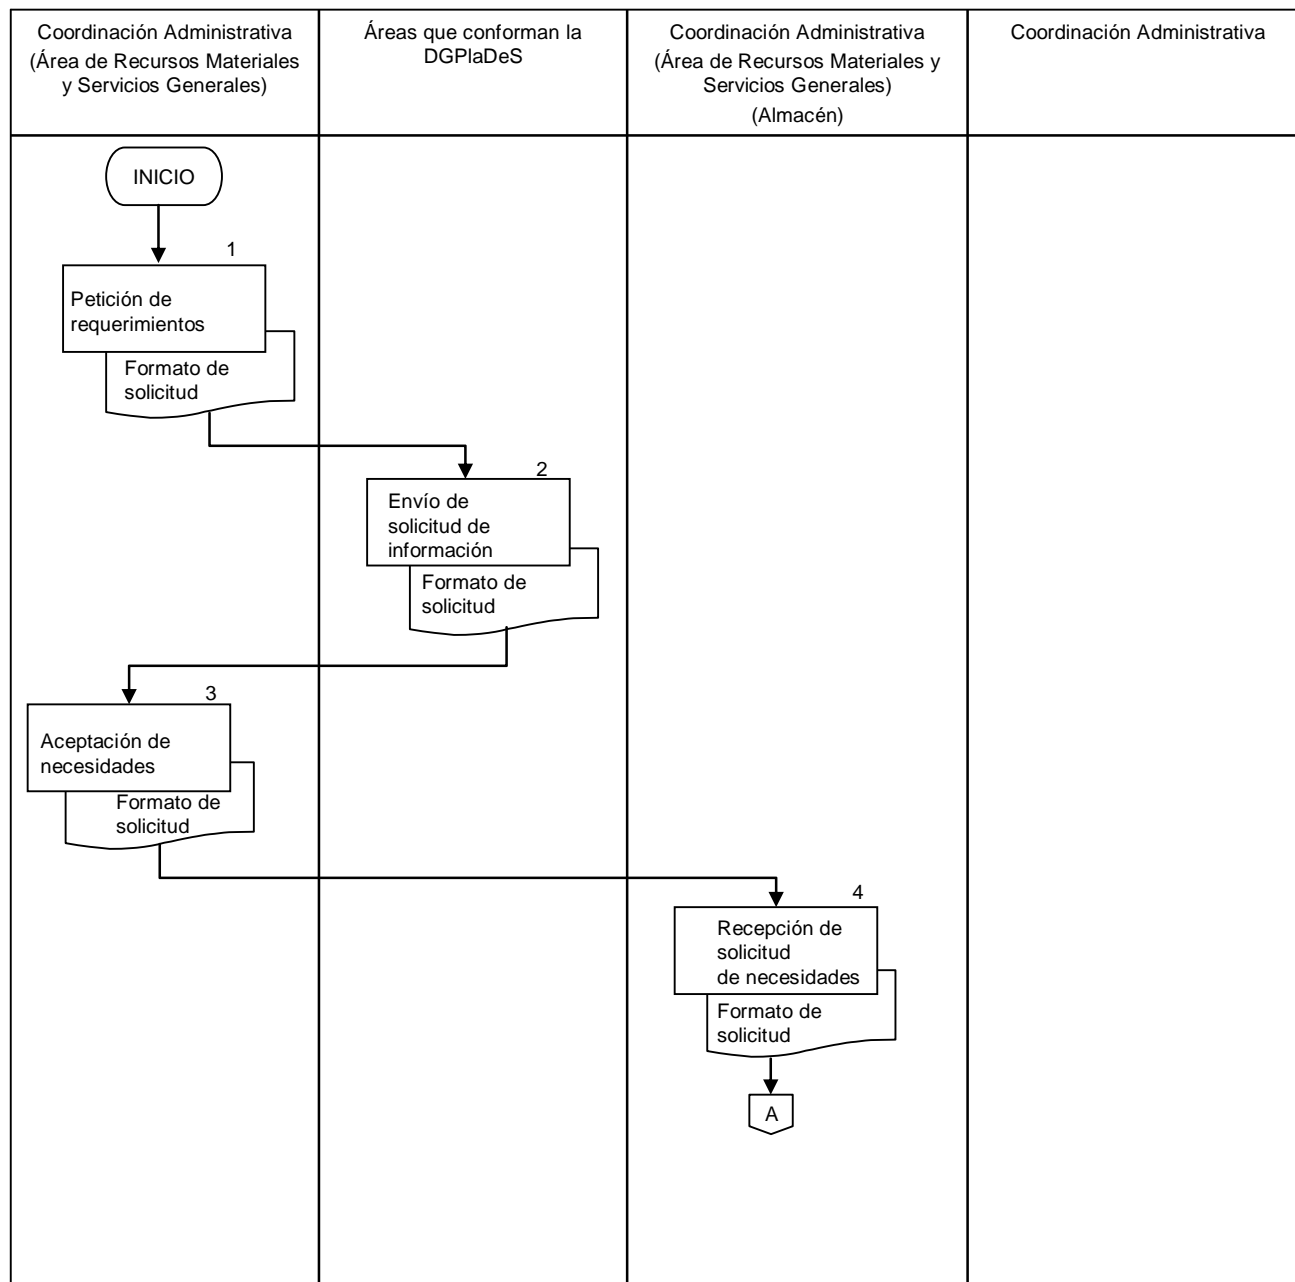 Coordinación Administrativa
(Área de Recursos Materiales
y Servicios Generales)
Áreas que conforman la
DGPlaDeS
Coordinación Administrativa
(Área de Recursos Materiales y
Servicios Generales)
(Almacén)
Coordinación Administrativa
INICIO
1
Petición de
requerimientos
Formato de
solicitud
2
Envío de
solicitud de
información
Formato de
solicitud
3
Aceptación de
necesidades
Formato de
solicitud
4
Recepción de
solicitud
de necesidades
Formato de
solicitud
A